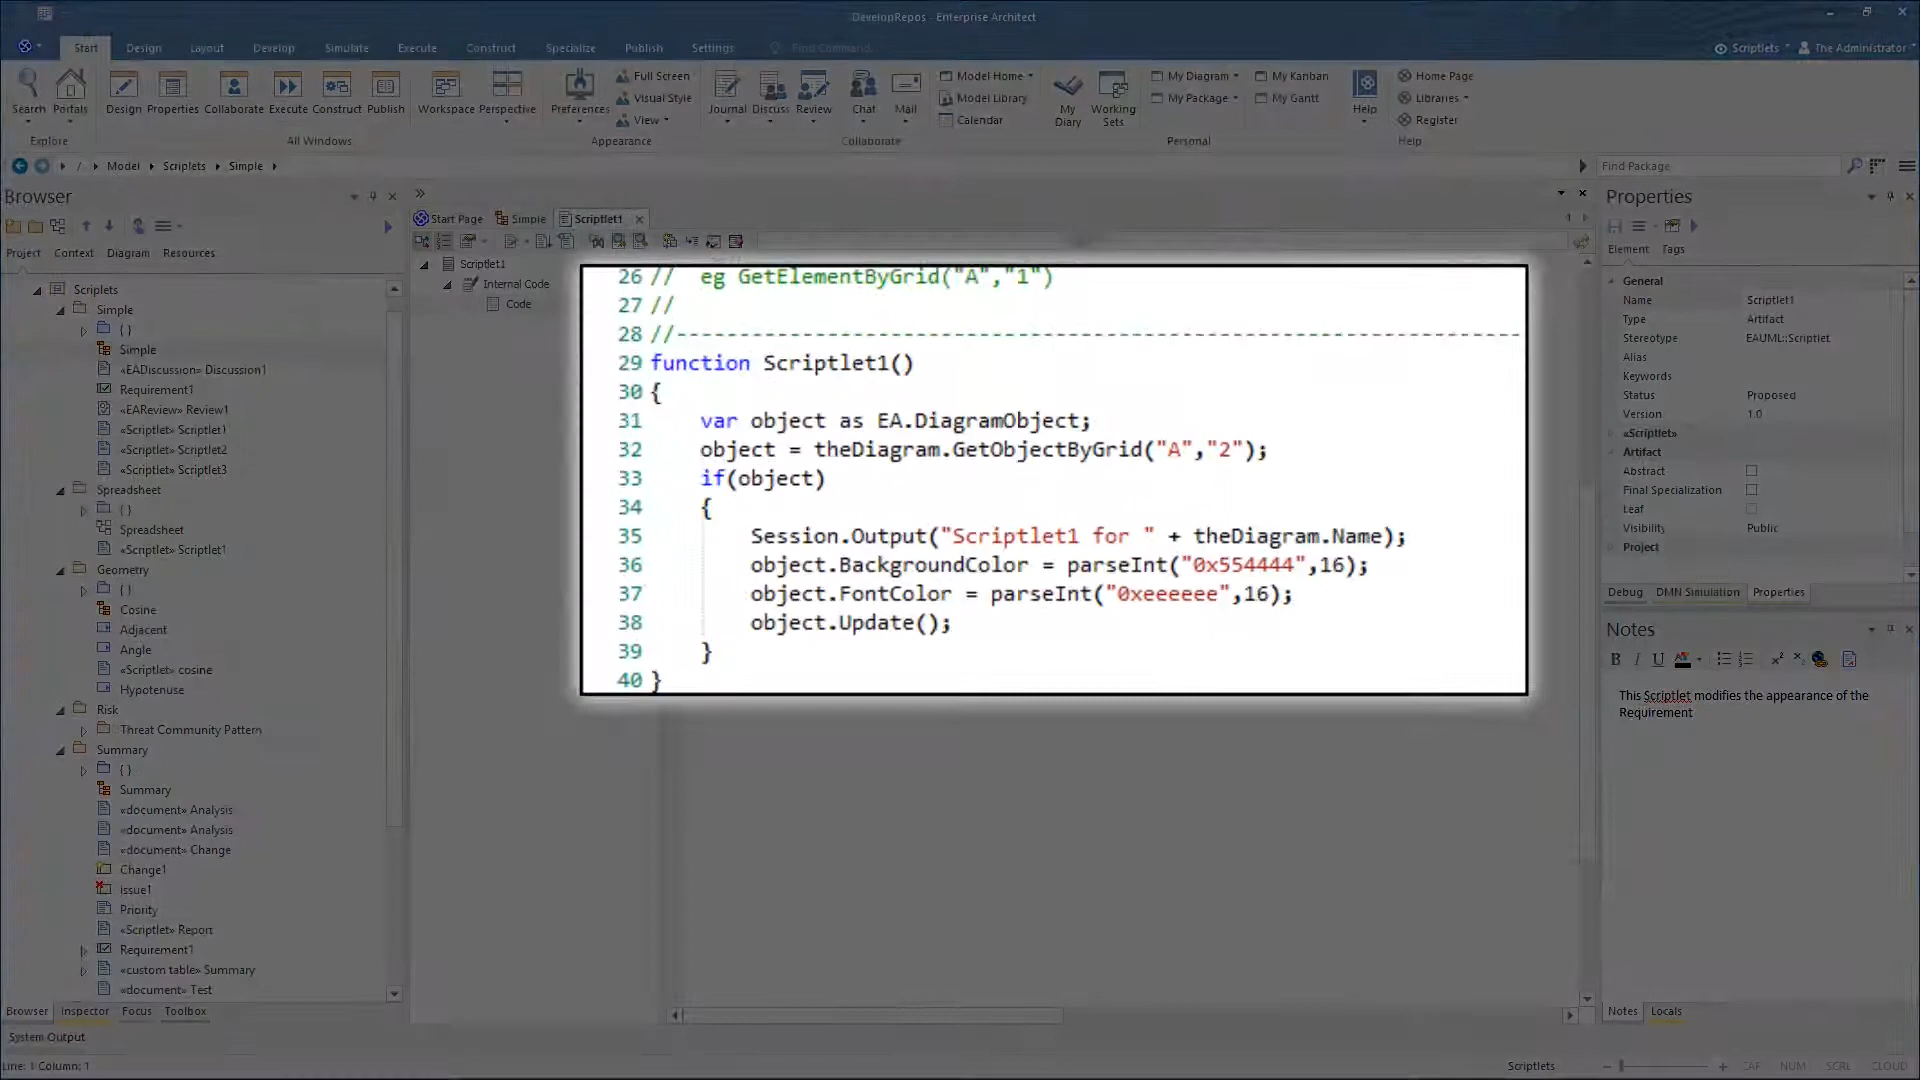 DevelopRepos - Enterprise Architect
Start Design Layout Develop Simulate Execute Construct Specialize Publish Settings Find Command... Scriptlets The Administrator
Search Portals Design Properties Collaborate Execute Construct Publish Workspace Perspective Preferences Full Screen Visual Style View Journal Discuss Review Chat Mail Model Home Model Library Calendar My Diary Working Sets My Diagram My Package My Kanban My Gantt Help Home Page Libraries Register
Explore All Windows Appearance Collaborate Personal Help
/ Model Scriplets Simple Find Package
Browser
Project Context Diagram Resources
Scriplets
Simple
{ }
Simple
«EADiscussion» Discussion1
Requirement1
«EAReview» Review1
«Scriptlet» Scriptlet1
«Scriptlet» Scriptlet2
«Scriptlet» Scriptlet3
Spreadsheet
{ }
Spreadsheet
«Scriptlet» Scriptlet1
Geometry
{ }
Cosine
Adjacent
Angle
«Scriptlet» cosine
Hypotenuse
Risk
Threat Community Pattern
Summary
{ }
Summary
«document» Analysis
«document» Analysis
«document» Change
Change1
issue1
Priority
«Scriptlet» Report
Requirement1
«custom table» Summary
«document» Test
Browser Inspector Focus Toolbox
System Output
Line: 1 Column: 1
Start Page Simple Scriptlet1
Scriptlet1
Internal Code
Code
26 // eg GetElementByGrid("A","1")
27 //
28 //--------------------------------------------------------------------
29 function Scriptlet1()
30 {
31 var object as EA.DiagramObject;
32 object = theDiagram.GetObjectByGrid("A","2");
33 if(object)
34 {
35 Session.Output("Scriptlet1 for " + theDiagram.Name);
36 object.BackgroundColor = parseInt("0x554444",16);
37 object.FontColor = parseInt("0xeeeeee",16);
38 object.Update();
39 }
40 }
Properties
Element Tags
General
Name Scriptlet1
Type Artifact
Stereotype EAUML::Scriptlet
Alias
Keywords
Status Proposed
Version 1.0
«Scriptlet»
Artifact
Abstract
Final Specialization
Leaf
Visibility Public
Project
Debug DMN Simulation Properties
Notes
B I U A
This Scriptlet modifies the appearance of the
Requirement
Notes Locals
Scriptlets CAP NUM SCRL CLOUD